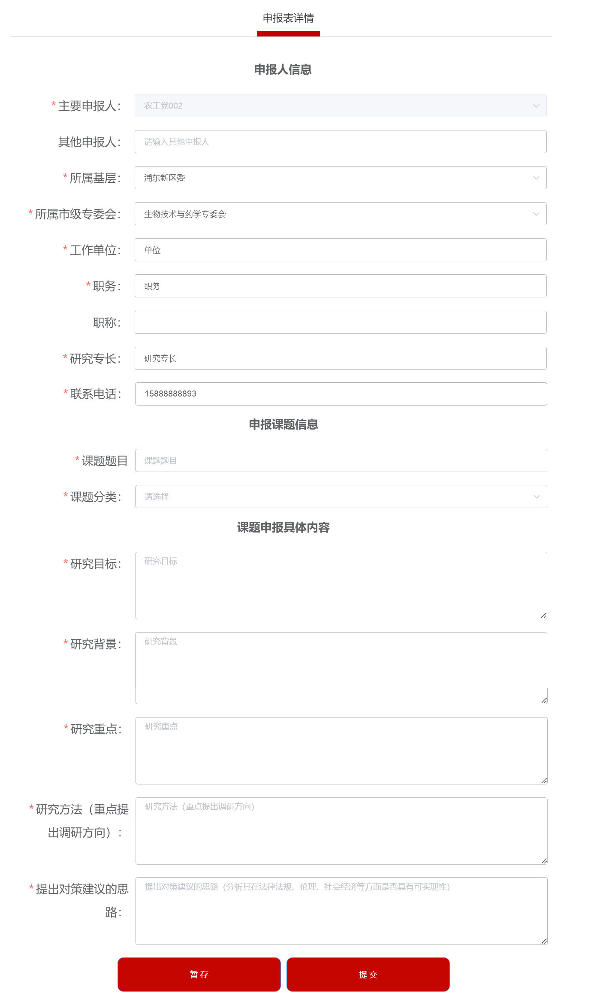 申报表详情
申报人信息
* 主要申报人： 农工党002
其他申报人： 请输入其他申报人
* 所属基层： 浦东新区委
* 所属市级专委会： 生物技术与药学专委会
* 工作单位： 单位
* 职务： 职务
职称：
* 研究专长： 研究专长
* 联系电话： 15888888893
申报课题信息
* 课题题目 课题题目
* 课题分类： 请选择
课题申报具体内容
* 研究目标： 研究目标
* 研究背景： 研究背景
* 研究重点： 研究重点
* 研究方法（重点提 研究方法（重点提出调研方向）
出调研方向）：
* 提出对策建议的思 提出对策建议的思路（分析其在法律法规、伦理、社会经济等方面是否具有可实现性）
路：
暂存 提交